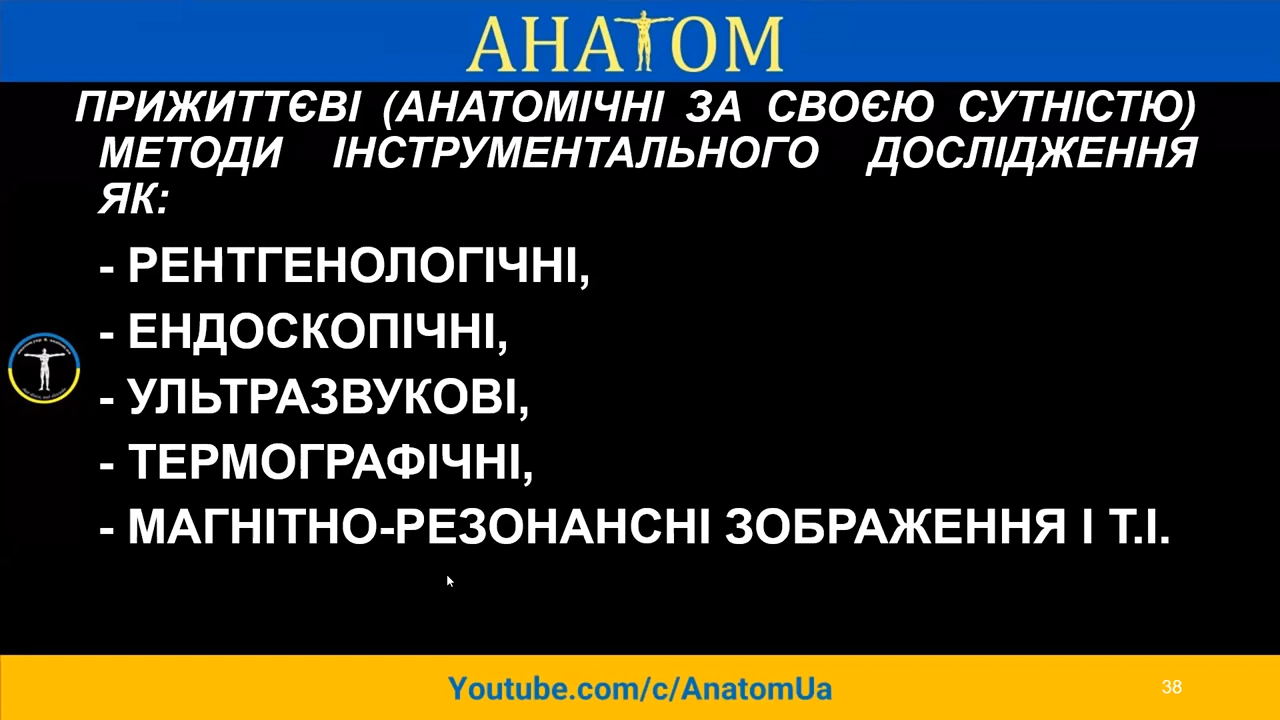 АНАТОМ
ПРИЖИТТЄВІ (АНАТОМІЧНІ ЗА СВОЄЮ СУТНІСТЮ)
МЕТОДИ ІНСТРУМЕНТАЛЬНОГО ДОСЛІДЖЕННЯ
ЯК:
- РЕНТГЕНОЛОГІЧНІ,
- ЕНДОСКОПІЧНІ,
- УЛЬТРАЗВУКОВІ,
- ТЕРМОГРАФІЧНІ,
- МАГНІТНО-РЕЗОНАНСНІ ЗОБРАЖЕННЯ І Т.І.
Youtube.com/c/AnatomUa
38